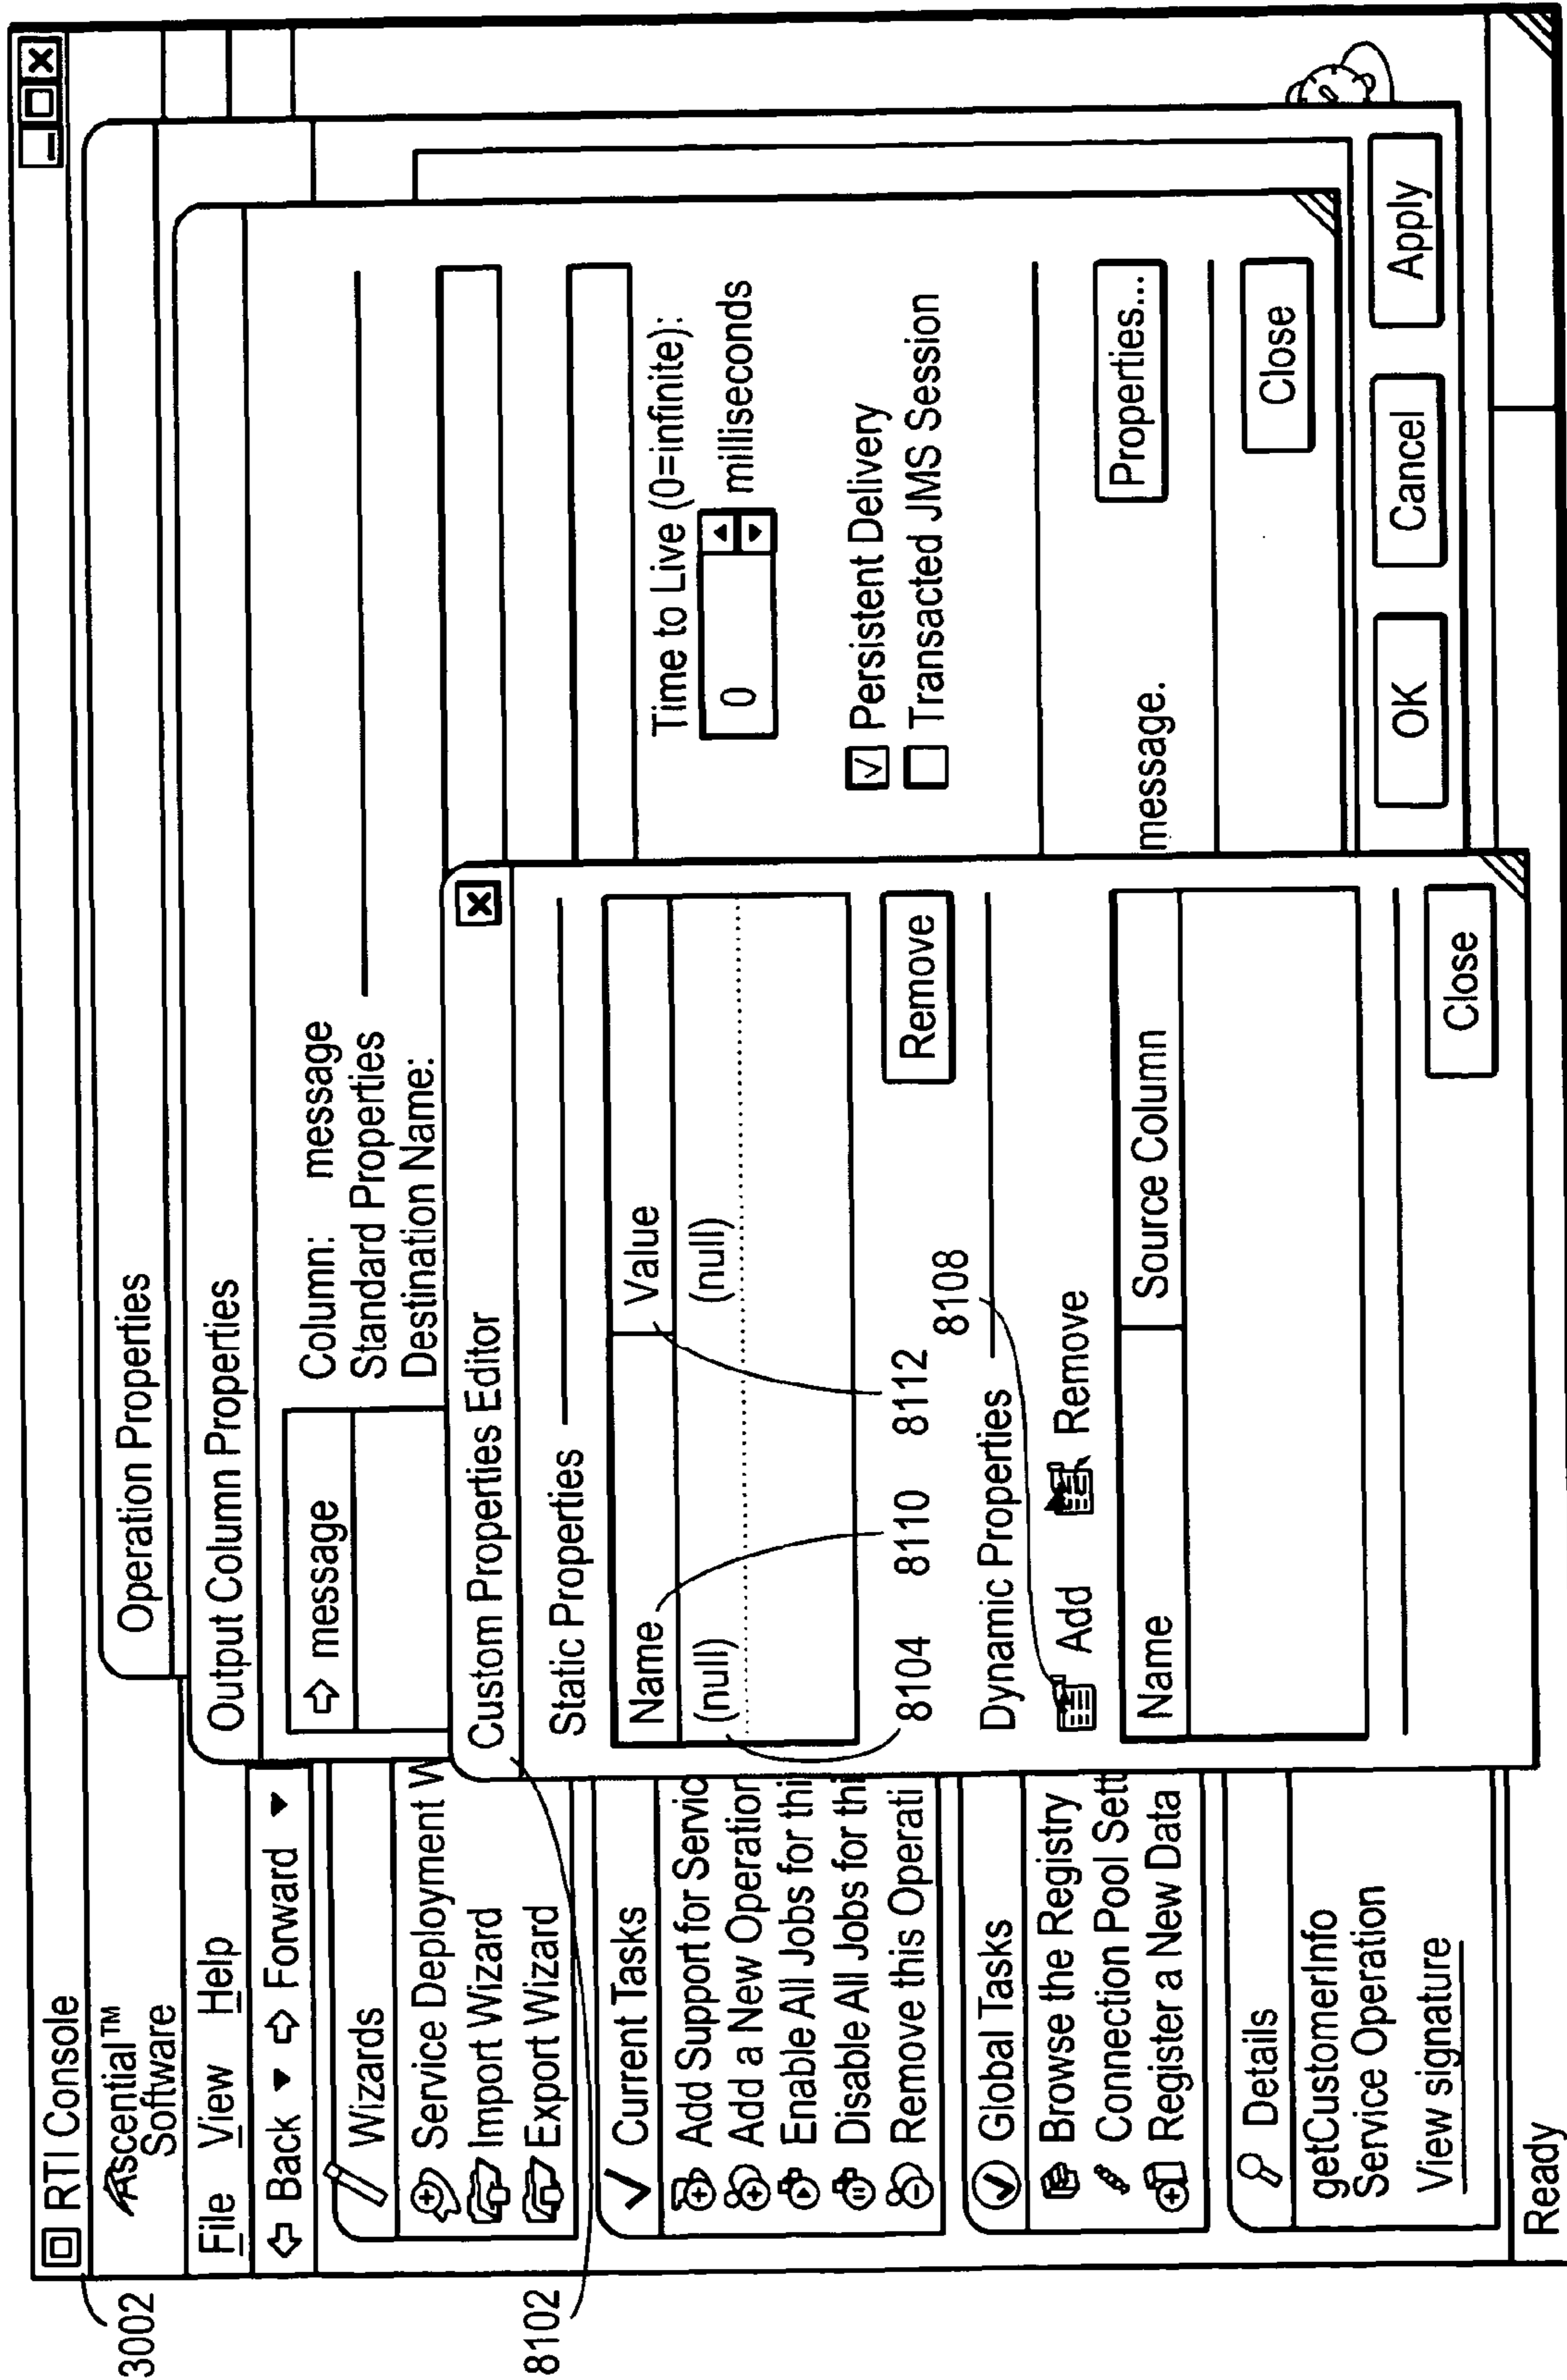 RTI Console
Ascential™
Software
File View Help
Back Forward
Wizards
Service Deployment W
Import Wizard
Export Wizard
Current Tasks
Add Support for Servic
Add a New Operation
Enable All Jobs for thi
Disable All Jobs for thi
Remove this Operati
Global Tasks
Browse the Registry
Connection Pool Sett
Register a New Data
Details
getCustomerInfo
Service Operation
View signature
Ready
Operation Properties
Output Column Properties
message
Column: message
Standard Properties
Destination Name:
Time to Live (0=infinite):
0 milliseconds
Persistent Delivery
Transacted JMS Session
message.
Properties...
Close
OK Cancel Apply
Custom Properties Editor
Static Properties
Name Value
(null) (null)
Remove
8104 8110 8112
8108
Dynamic Properties
Add Remove
Name Source Column
Close
3002
8102